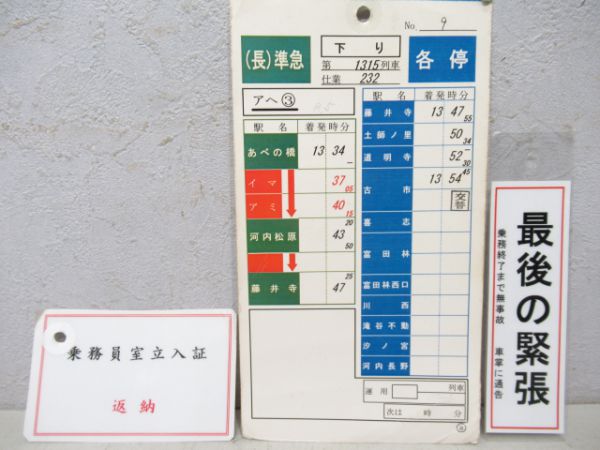 No. 9
(長)準急
下り
第 1315 列車
仕業 232
各停
アヘ③
駅名 着発時分
あべの橋 13 34 —
イマ 37 05
アミ 40 15
河内松原 20 43 50
藤井寺 25 47
駅名 着発時分
藤井寺 13 47 55
土師ノ里 50 34
道明寺 — 52 30
古市 13 54 45
交替
喜志
富田林
富田林西口
川西
滝谷不動
汐ノ宮
河内長野
運用 列車
次は 時 分
乗務員室立入証
返納
最後の緊張
乗務終了まで無事故 車掌に通告